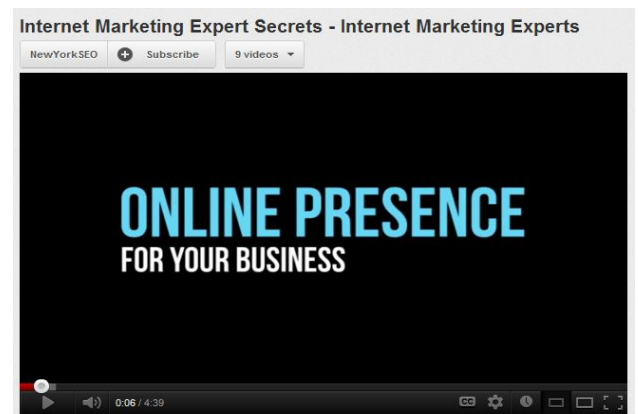 Internet Marketing Expert Secrets - Internet Marketing Experts
NewYorkSEO Subscribe 9 videos
ONLINE PRESENCE
FOR YOUR BUSINESS
0:06 / 4:39 CC